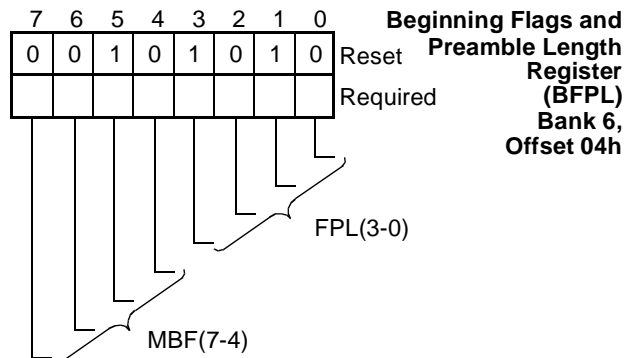 7 6 5 4 3 2 1 0
0 0 1 0 1 0 1 0 Reset
Required
Beginning Flags and
Preamble Length
Register
(BFPL)
Bank 6,
Offset 04h
FPL(3-0)
MBF(7-4)